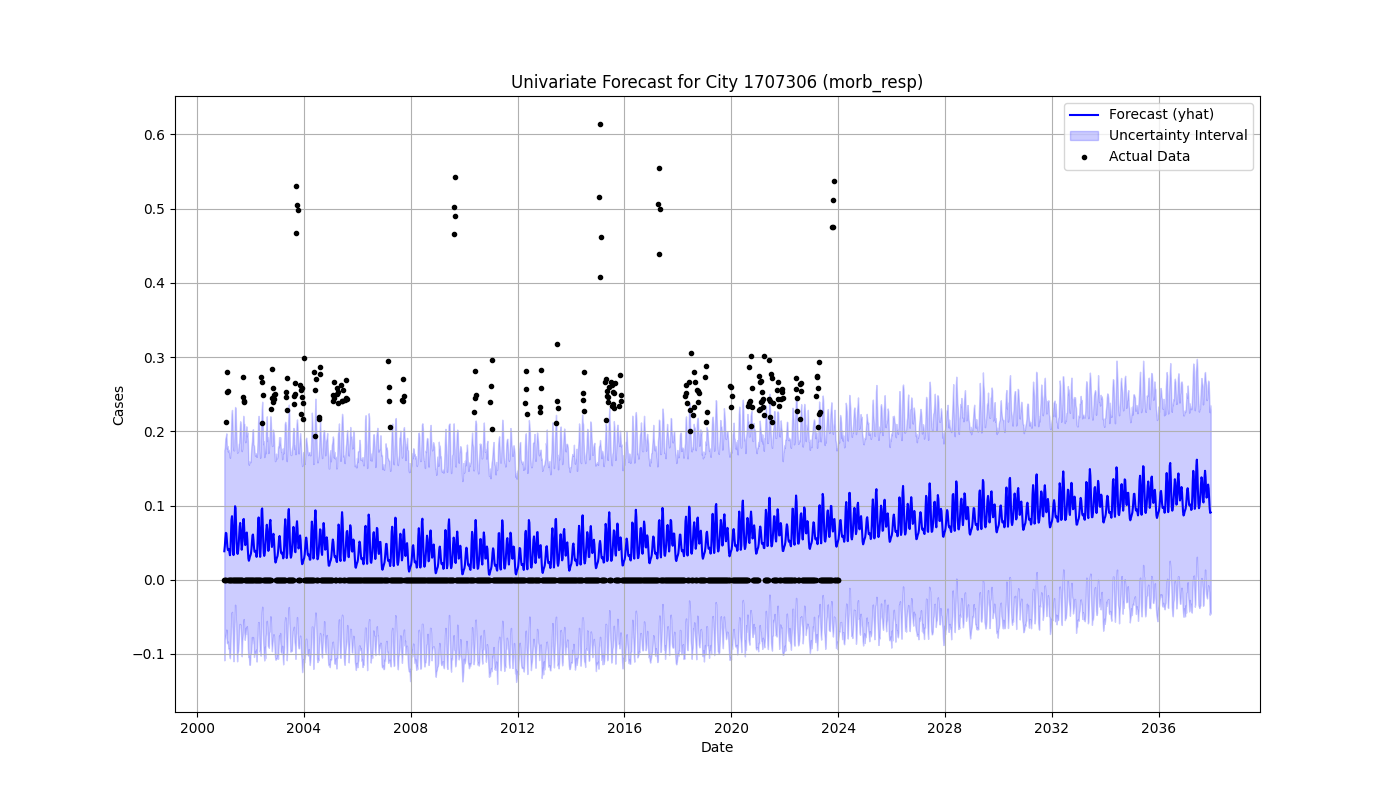 Univariate Forecast for City 1707306 (morb_resp)
Forecast (yhat)
Uncertainty Interval
Actual Data
Cases
0.6
0.5
0.4
0.3
0.2
0.1
0.0
−0.1
2000 2004 2008 2012 2016 2020 2024 2028 2032 2036
Date